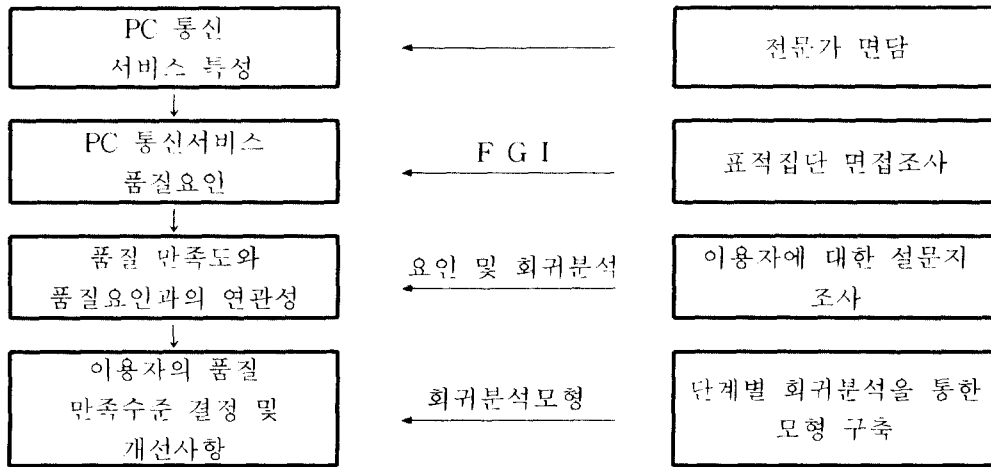 PC 통신
서비스 특성
전문가 면담
PC 통신서비스
품질요인
F G I
표적집단 면접조사
품질 만족도와
품질요인과의 연관성
요인 및 회귀분석
이용자에 대한 설문지
조사
이용자의 품질
만족수준 결정 및
개선사항
회귀분석모형
단계별 회귀분석을 통한
모형 구축